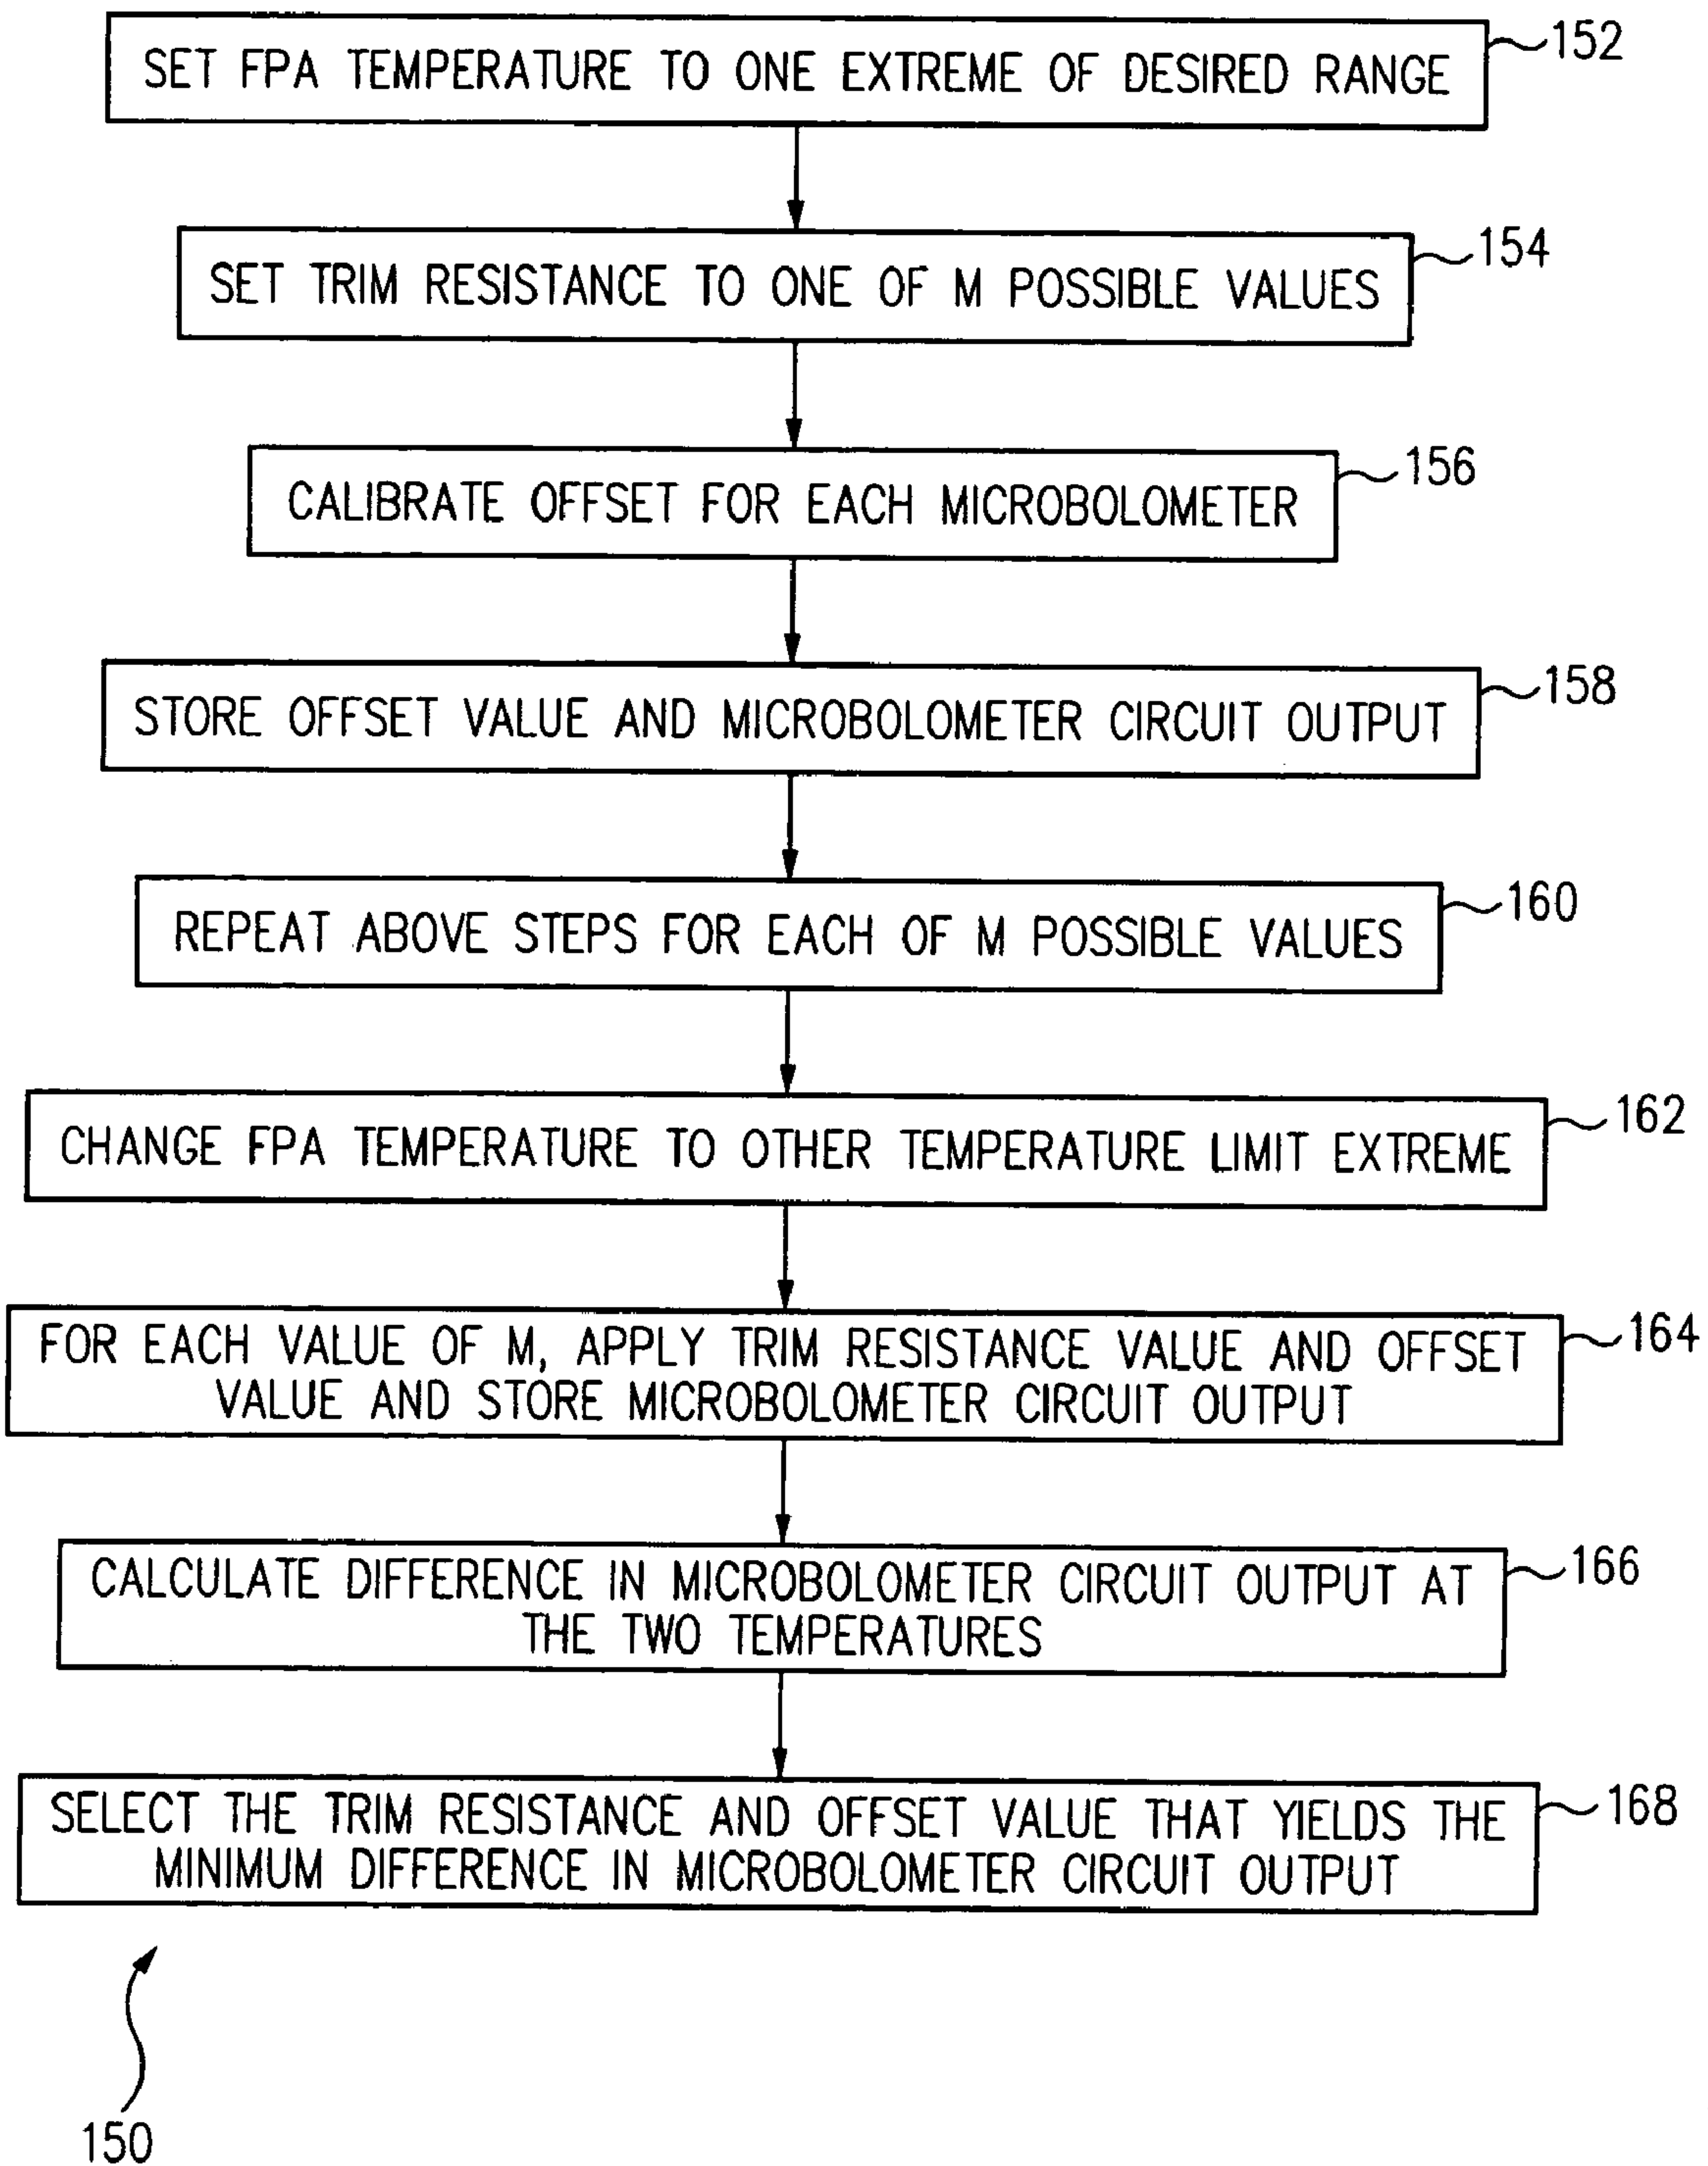 SET FPA TEMPERATURE TO ONE EXTREME OF DESIRED RANGE
152
SET TRIM RESISTANCE TO ONE OF M POSSIBLE VALUES
154
CALIBRATE OFFSET FOR EACH MICROBOLOMETER
156
STORE OFFSET VALUE AND MICROBOLOMETER CIRCUIT OUTPUT
158
REPEAT ABOVE STEPS FOR EACH OF M POSSIBLE VALUES
160
CHANGE FPA TEMPERATURE TO OTHER TEMPERATURE LIMIT EXTREME
162
FOR EACH VALUE OF M, APPLY TRIM RESISTANCE VALUE AND OFFSET
VALUE AND STORE MICROBOLOMETER CIRCUIT OUTPUT
164
CALCULATE DIFFERENCE IN MICROBOLOMETER CIRCUIT OUTPUT AT
THE TWO TEMPERATURES
166
SELECT THE TRIM RESISTANCE AND OFFSET VALUE THAT YIELDS THE
MINIMUM DIFFERENCE IN MICROBOLOMETER CIRCUIT OUTPUT
168
150